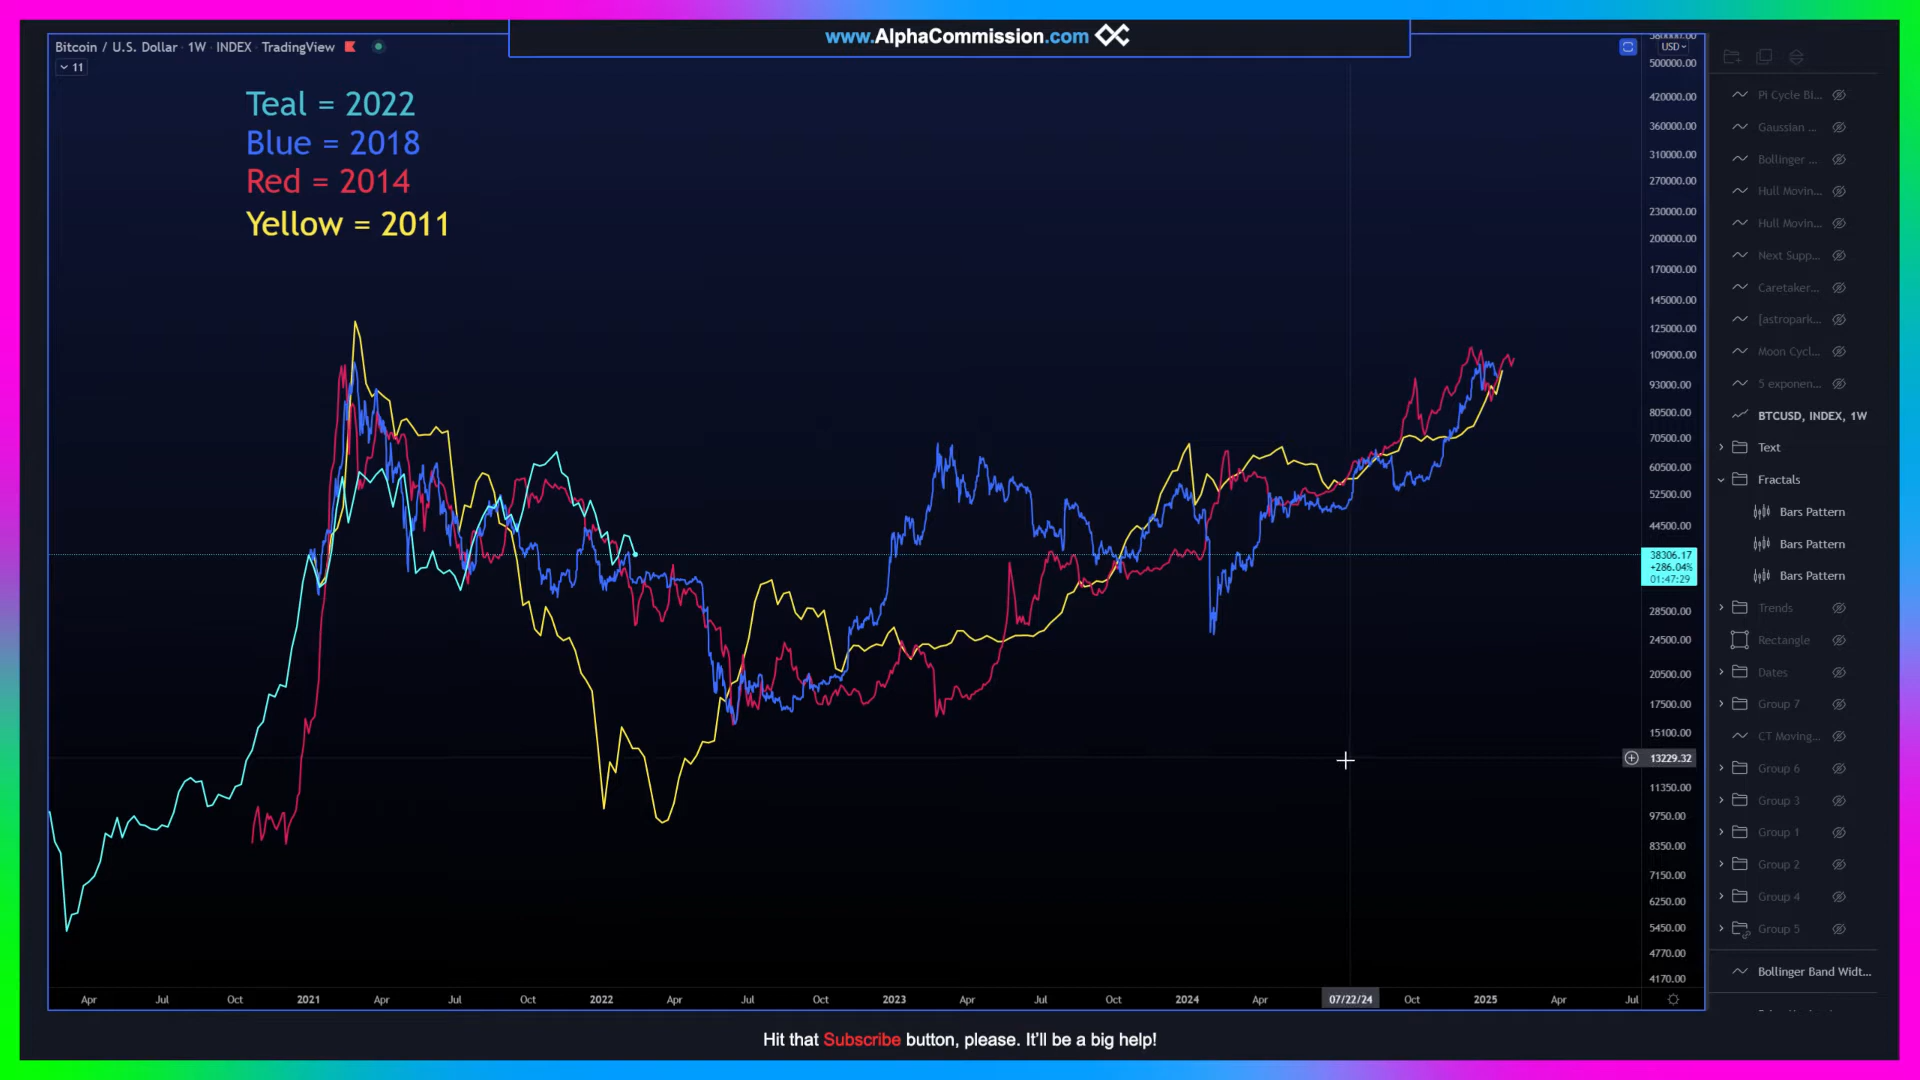 www.AlphaCommission.com
Bitcoin / U.S. Dollar · 1W · INDEX · TradingView
11
Teal = 2022
Blue = 2018
Red = 2014
Yellow = 2011
USD
500000.00
420000.00
360000.00
310000.00
270000.00
230000.00
200000.00
170000.00
145000.00
125000.00
109000.00
93000.00
80500.00
70500.00
60500.00
52500.00
44500.00
38306.17
+286.04%
01:47:29
28500.00
24500.00
20500.00
17500.00
15100.00
13229.32
11350.00
9750.00
8350.00
7150.00
6250.00
5450.00
4770.00
4170.00
Apr Jul Oct 2021 Apr Jul Oct 2022 Apr Jul Oct 2023 Apr Jul Oct 2024 Apr 07/22/24 Oct 2025 Apr Jul
Pi Cycle Bl...
Gaussian ...
Bollinger ...
Hull Movin...
Hull Movin...
Next Supp...
Caretaker...
[astropark...
Moon Cycl...
5 exponen...
BTCUSD, INDEX, 1W
Text
Fractals
Bars Pattern
Bars Pattern
Bars Pattern
Trends
Rectangle
Dates
Group 7
CT Moving...
Group 6
Group 3
Group 1
Group 2
Group 4
Group 5
Bollinger Band Widt...
Hit that Subscribe button, please. It'll be a big help!